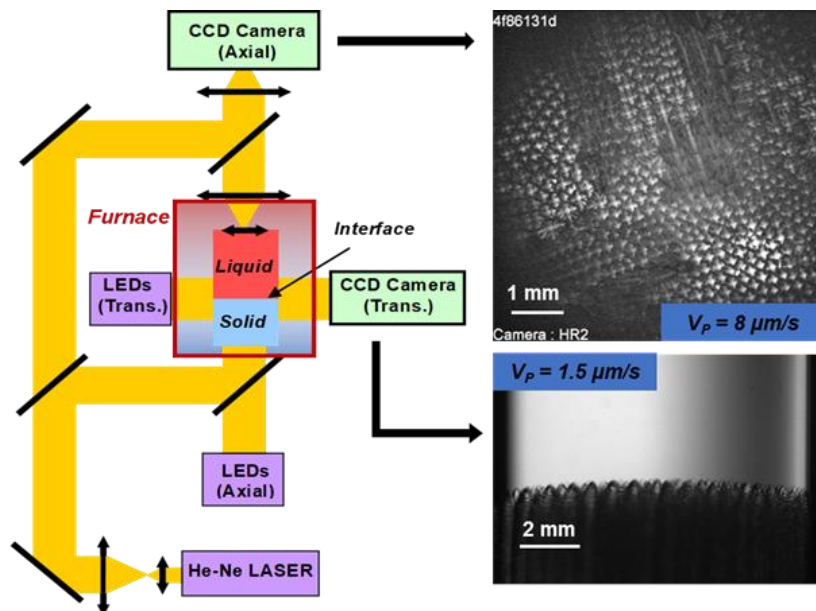 CCD Camera
(Axial)
Furnace
Interface
Liquid
Solid
LEDs
(Trans.)
CCD Camera
(Trans.)
LEDs
(Axial)
He-Ne LASER
4f86131d
1 mm
V_P = 8 µm/s
Camera : HR2
V_P = 1.5 µm/s
2 mm